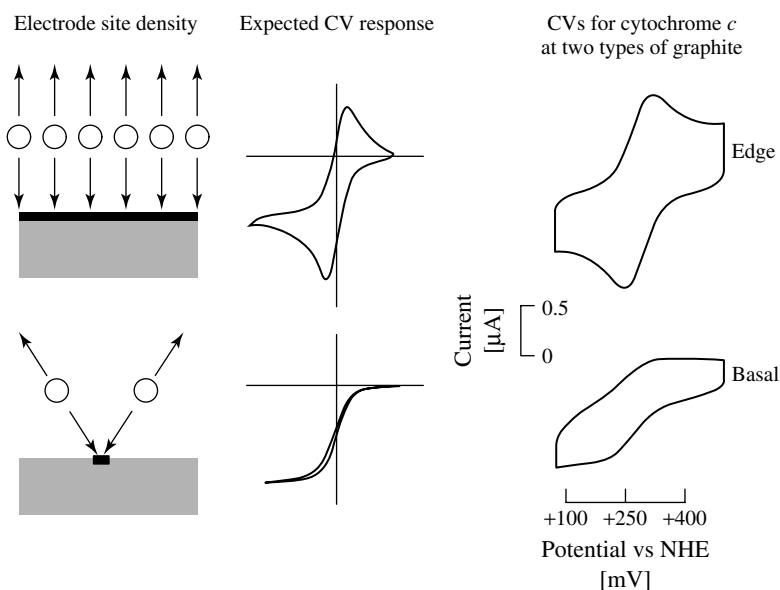 Electrode site density
Expected CV response
CVs for cytochrome c
at two types of graphite
Edge
Current
[μA]
0.5
0
Basal
+100 +250 +400
Potential vs NHE
[mV]